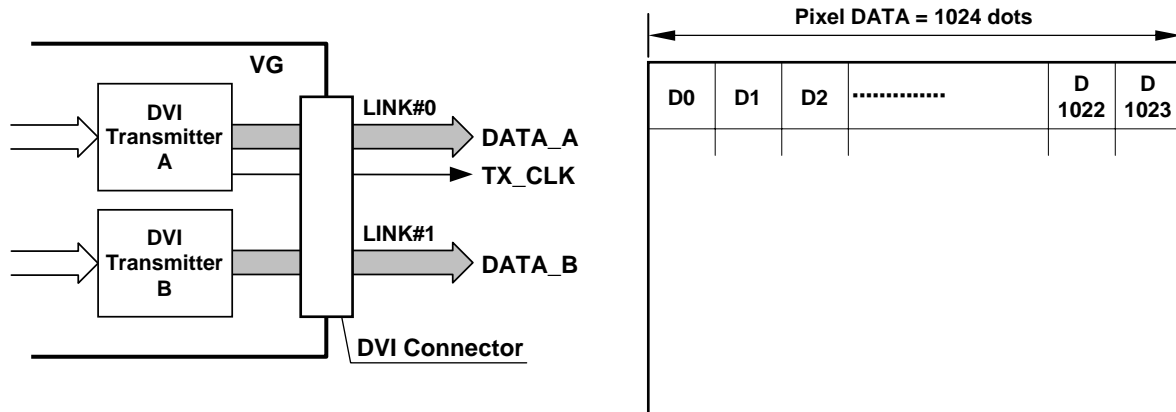 VG
DVI
Transmitter
A
LINK#0
DATA_A
TX_CLK
DVI
Transmitter
B
LINK#1
DATA_B
DVI Connector
Pixel DATA = 1024 dots
D0 D1 D2 .............. D D
1022 1023